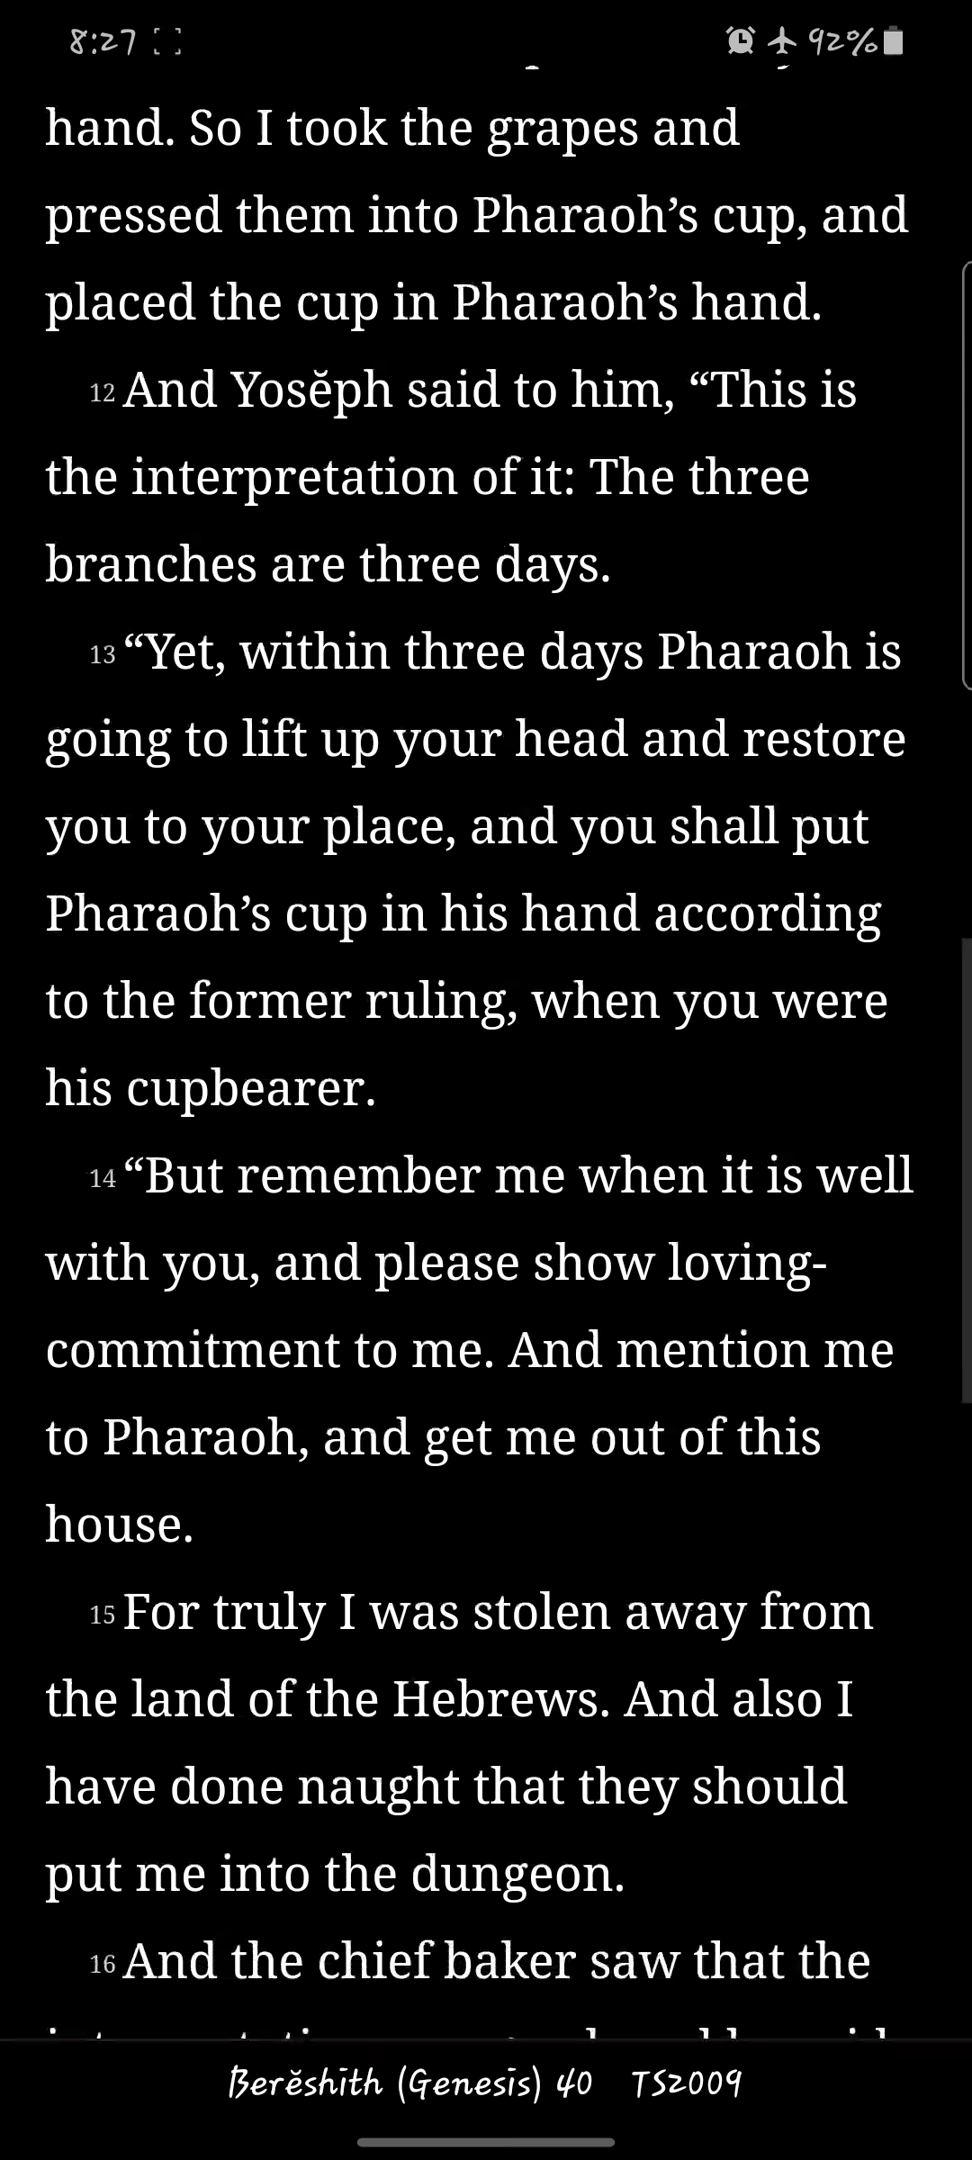 8:27 92%
hand. So I took the grapes and
pressed them into Pharaoh’s cup, and
placed the cup in Pharaoh’s hand.
12 And Yosĕph said to him, “This is
the interpretation of it: The three
branches are three days.
13 “Yet, within three days Pharaoh is
going to lift up your head and restore
you to your place, and you shall put
Pharaoh’s cup in his hand according
to the former ruling, when you were
his cupbearer.
14 “But remember me when it is well
with you, and please show loving-
commitment to me. And mention me
to Pharaoh, and get me out of this
house.
15 For truly I was stolen away from
the land of the Hebrews. And also I
have done naught that they should
put me into the dungeon.
16 And the chief baker saw that the
Berĕshith (Genesis) 40 TS2009